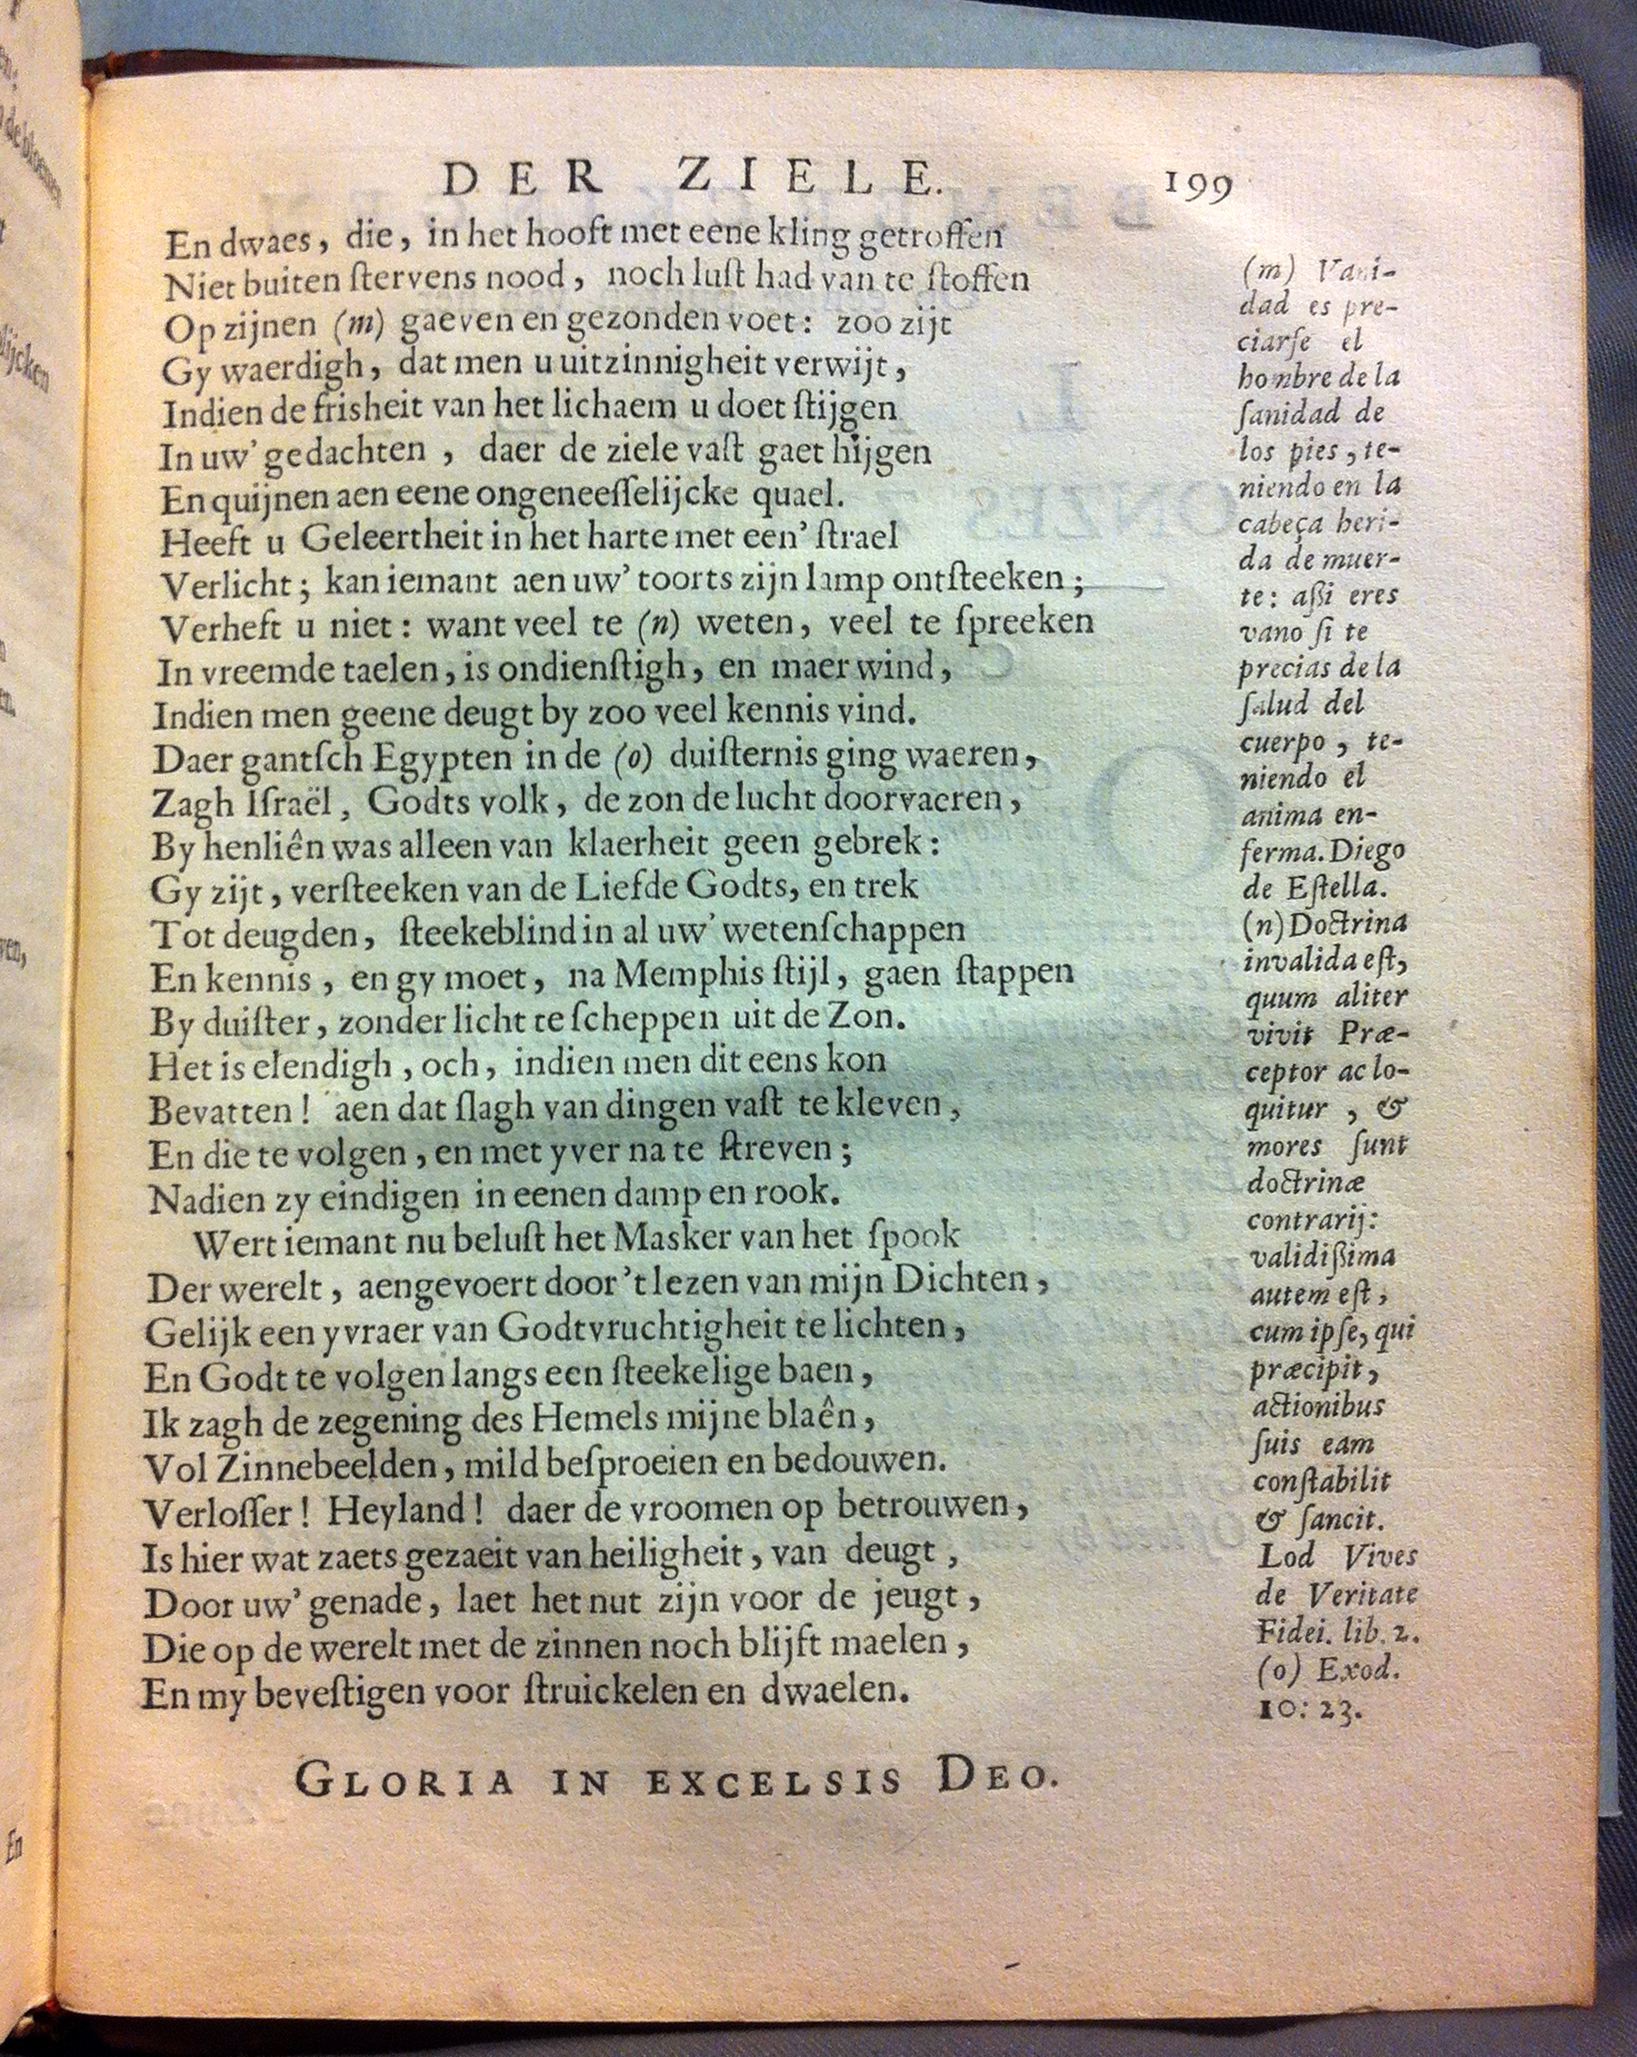 DER ZIELE. 199
En dwaes, die, in het hooft met eene kling getroffen
Niet buiten ſtervens nood, noch luſt had van te ſtoffen
Op zijnen (m) gaeven en gezonden voet: zoo zijt
Gy waerdigh, dat men u uitzinnigheit verwijt,
Indien de frisheit van het lichaem u doet ſtijgen
In uw' gedachten, daer de ziele vaſt gaet hijgen
En quijnen aen eene ongeneeſſelijcke quael.
Heeft u Geleertheit in het harte met een' ſtrael
Verlicht; kan iemant aen uw' toorts zijn lamp ontſteeken;
Verheft u niet: want veel te (n) weten, veel te ſpreeken
In vreemde taelen, is ondienſtigh, en maer wind,
Indien men geene deugt by zoo veel kennis vind.
Daer gantſch Egypten in de (o) duiſternis ging waeren,
Zagh Iſraël, Godts volk, de zon de lucht doorvaeren,
By henliên was alleen van klaerheit geen gebrek:
Gy zijt, verſteeken van de Liefde Godts, en trek
Tot deugden, ſteekeblind in al uw' wetenſchappen
En kennis, en gy moet, na Memphis ſtijl, gaen ſtappen
By duiſter, zonder licht te ſcheppen uit de Zon.
Het is elendigh, och, indien men dit eens kon
Bevatten! aen dat ſlagh van dingen vaſt te kleven,
En die te volgen, en met yver na te ſtreven;
Nadien zy eindigen in eenen damp en rook.
Wert iemant nu beluſt het Masker van het ſpook
Der werelt, aengevoert door 't lezen van mijn Dichten,
Gelijk een yvraer van Godtvruchtigheit te lichten,
En Godt te volgen langs een ſteekelige baen,
Ik zagh de zegening des Hemels mijne blaên,
Vol Zinnebeelden, mild beſproeien en bedouwen.
Verloſſer! Heyland! daer de vroomen op betrouwen,
Is hier wat zaets gezaeit van heiligheit, van deugt,
Door uw' genade, laet het nut zijn voor de jeugt,
Die op de werelt met de zinnen noch blijft maelen,
En my beveſtigen voor ſtruickelen en dwaelen.
GLORIA IN EXCELSIS DEO.
(m) Vani-
dad es pre-
ciarſe el
hombre de la
ſanidad de
los pies, te-
niendo en la
cabeça heri-
da de muer-
te: aßi eres
vano ſi te
precias de la
ſalud del
cuerpo, te-
niendo el
anima en-
ferma. Diego
de Eſtella.
(n) Doctrina
invalida eſt,
quum aliter
vivit Præ-
ceptor ac lo-
quitur, &
mores ſunt
doctrinæ
contrarij:
validißima
autem eſt,
cum ipſe, qui
præcipit,
actionibus
ſuis eam
conſtabilit
& ſancit.
Lod Vives
de Veritate
Fidei. lib. 2.
(o) Exod.
10: 23.